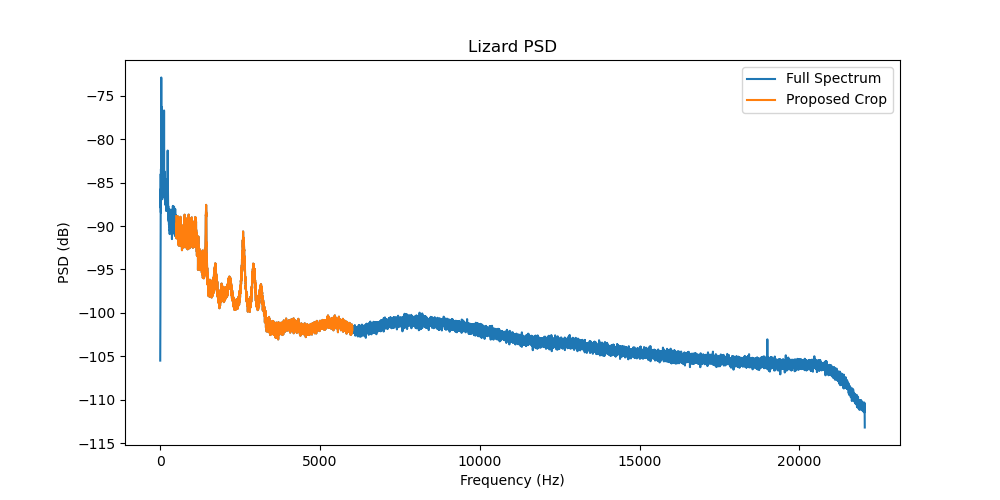 Lizard PSD
Full Spectrum
Proposed Crop
PSD (dB)
−75
−80
−85
−90
−95
−100
−105
−110
−115
0
5000
10000
15000
20000
Frequency (Hz)